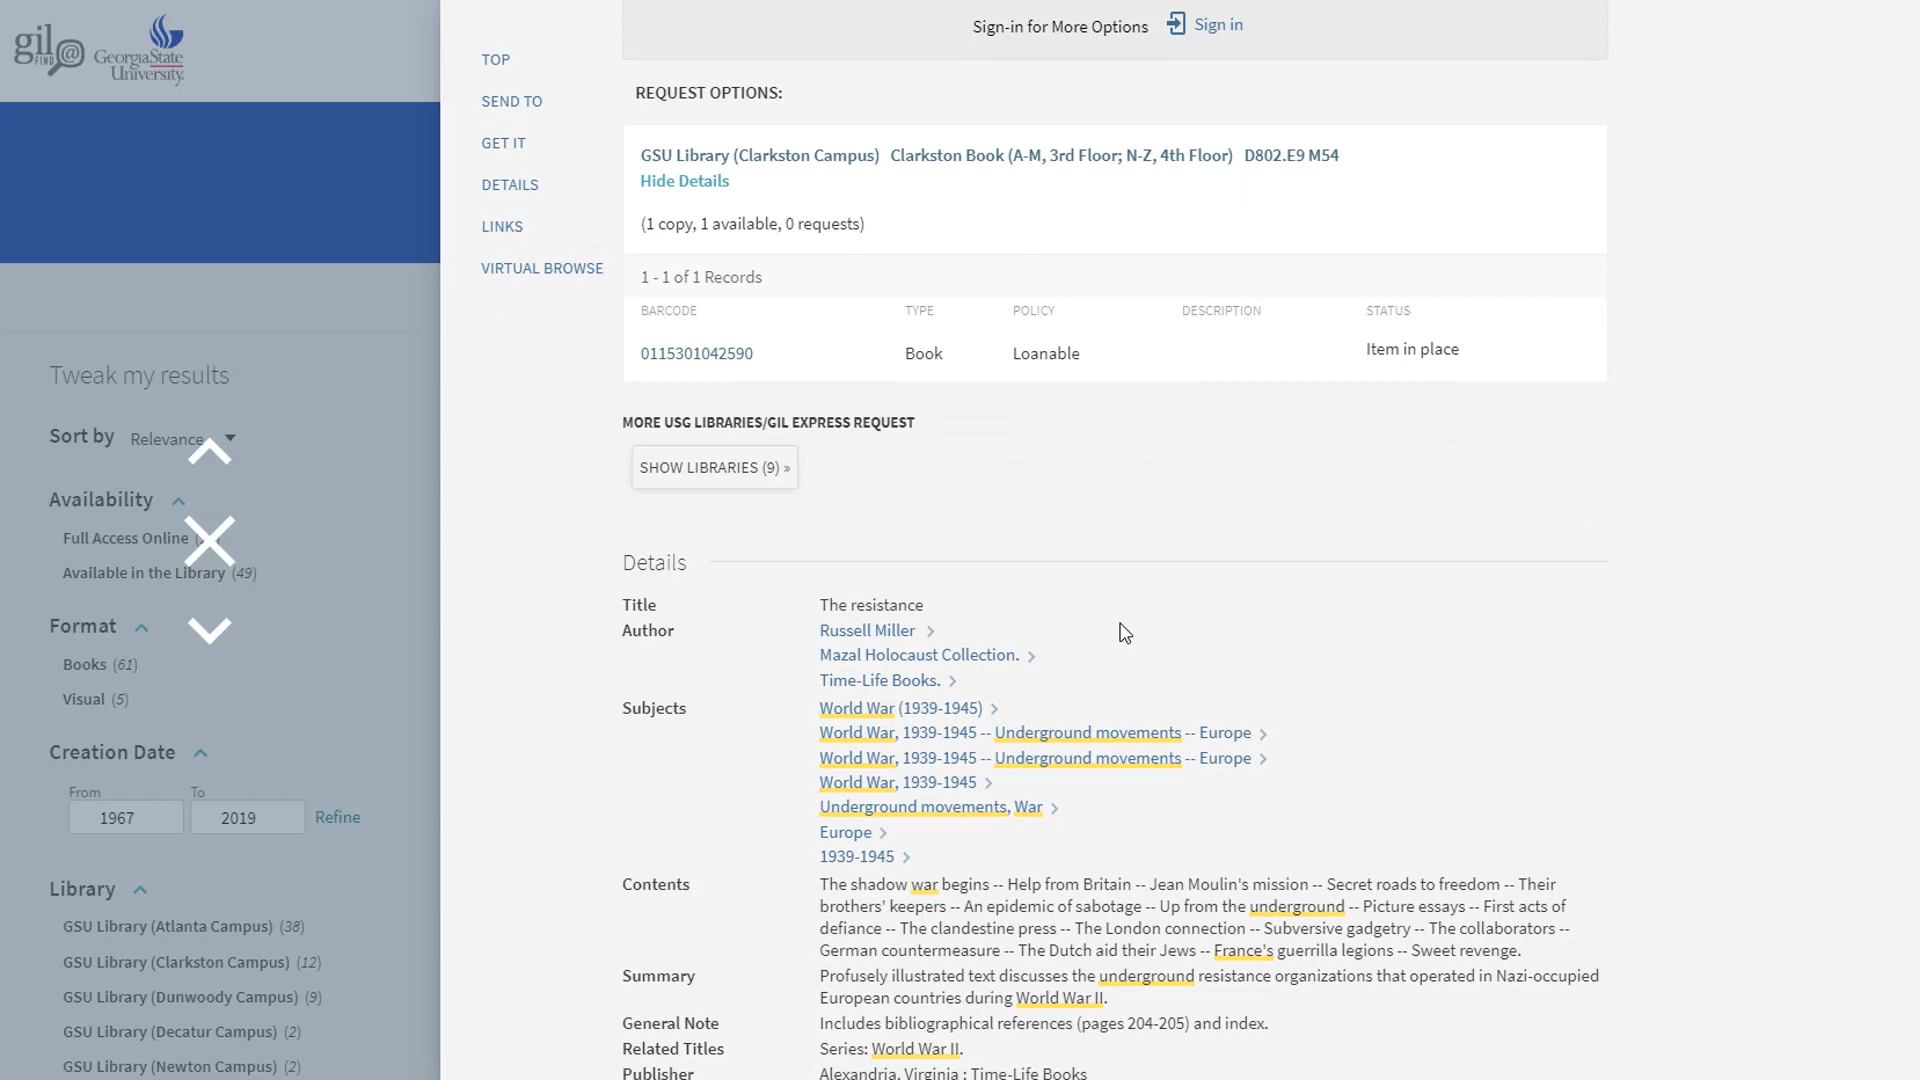 gil
FIND
GeorgiaState
University
Sign-in for More Options Sign in
TOP
SEND TO
GET IT
DETAILS
LINKS
VIRTUAL BROWSE
REQUEST OPTIONS:
GSU Library (Clarkston Campus) Clarkston Book (A-M, 3rd Floor; N-Z, 4th Floor) D802.E9 M54
Hide Details
(1 copy, 1 available, 0 requests)
1 - 1 of 1 Records
BARCODE TYPE POLICY DESCRIPTION STATUS
0115301042590 Book Loanable Item in place
MORE USG LIBRARIES/GIL EXPRESS REQUEST
SHOW LIBRARIES (9) »
Tweak my results
Sort by Relevance
Availability
Full Access Online
Available in the Library (49)
Format
Books (61)
Visual (5)
Creation Date
From To
1967 2019 Refine
Library
GSU Library (Atlanta Campus) (38)
GSU Library (Clarkston Campus) (12)
GSU Library (Dunwoody Campus) (9)
GSU Library (Decatur Campus) (2)
GSU Library (Newton Campus) (2)
Details
Title The resistance
Author Russell Miller
Mazal Holocaust Collection.
Time-Life Books.
Subjects World War (1939-1945)
World War, 1939-1945 -- Underground movements -- Europe
World War, 1939-1945 -- Underground movements -- Europe
World War, 1939-1945
Underground movements, War
Europe
1939-1945
Contents The shadow war begins -- Help from Britain -- Jean Moulin's mission -- Secret roads to freedom -- Their
brothers' keepers -- An epidemic of sabotage -- Up from the underground -- Picture essays -- First acts of
defiance -- The clandestine press -- The London connection -- Subversive gadgetry -- The collaborators --
German countermeasure -- The Dutch aid their Jews -- France's guerrilla legions -- Sweet revenge.
Summary Profusely illustrated text discusses the underground resistance organizations that operated in Nazi-occupied
European countries during World War II.
General Note Includes bibliographical references (pages 204-205) and index.
Related Titles Series: World War II.
Publisher Alexandria, Virginia : Time-Life Books